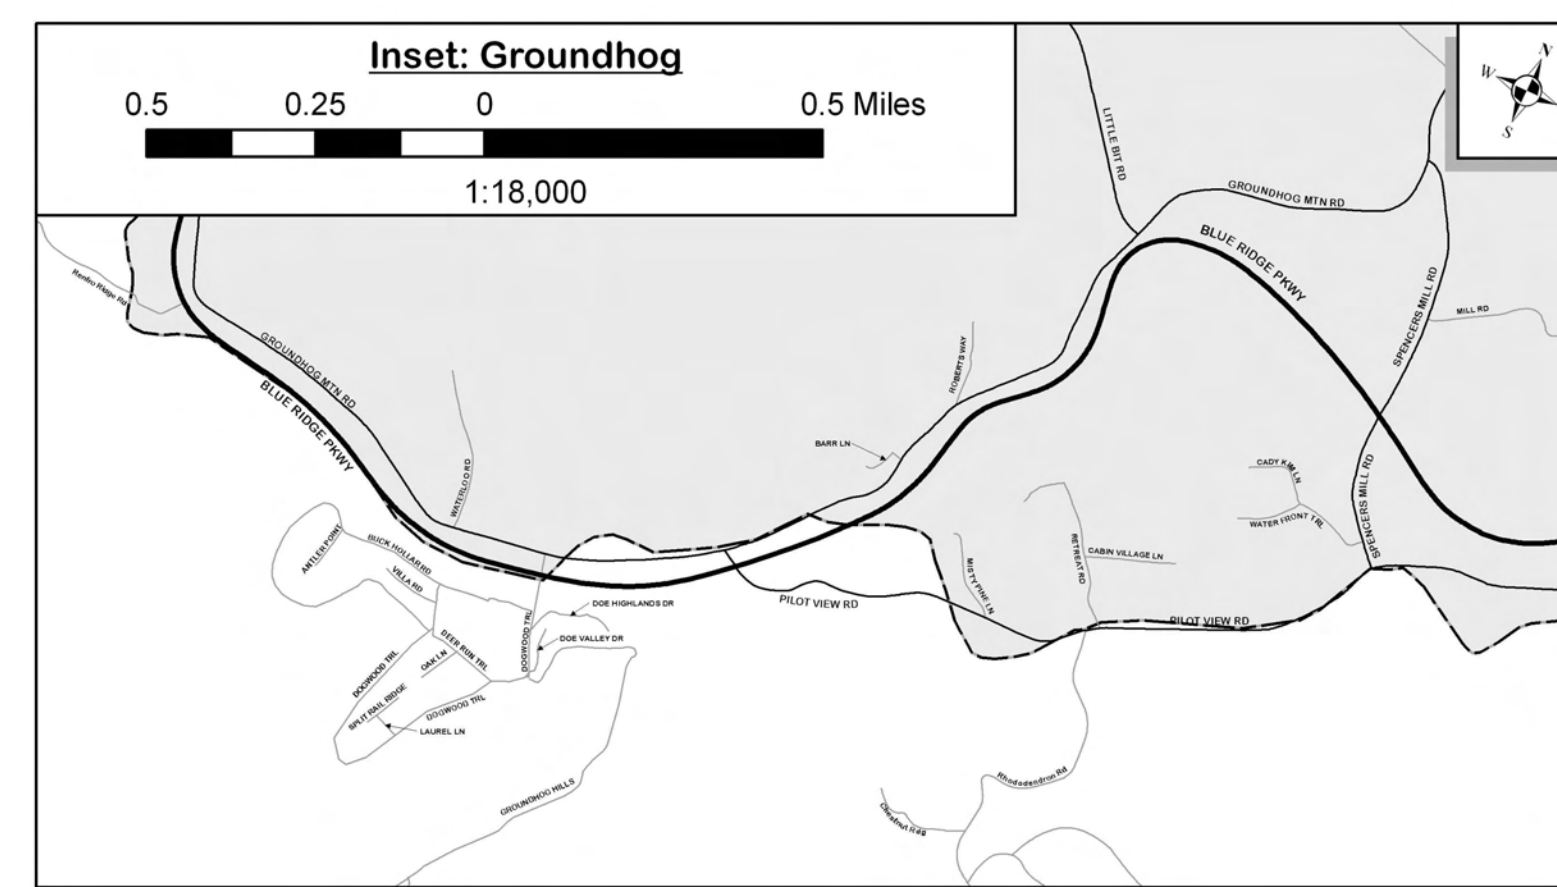 Inset: Groundhog
0.5 0.25 0 0.5 Miles
1:18,000
N
W
S
LITTLE BIT RD
GROUNDHOG MTN RD
BLUE RIDGE PKWY
Renfro Ridge Rd
SPENCERS MILL RD
MILL RD
GROUNDHOG MTN RD
BLUE RIDGE PKWY
ROBERTS WAY
BARR LN
WATERLOO RD
CADY KIM LN
WATER FRONT TRL
SPENCERS MILL RD
ANTLER POINT
BUCK HOLLAR RD
VILLA RD
RETREAT RD
CABIN VILLAGE LN
MISTY PINE LN
PILOT VIEW RD
PILOT VIEW RD
DOE HIGHLANDS DR
DOGWOOD TRL
DOE VALLEY DR
DEER RUN TRL
OAK LN
DOGWOOD TRL
SPLIT RAIL RIDGE
DOGWOOD TRL
LAUREL LN
GROUNDHOG HILLS
Rhododendron Rd
Chestnut Rdg